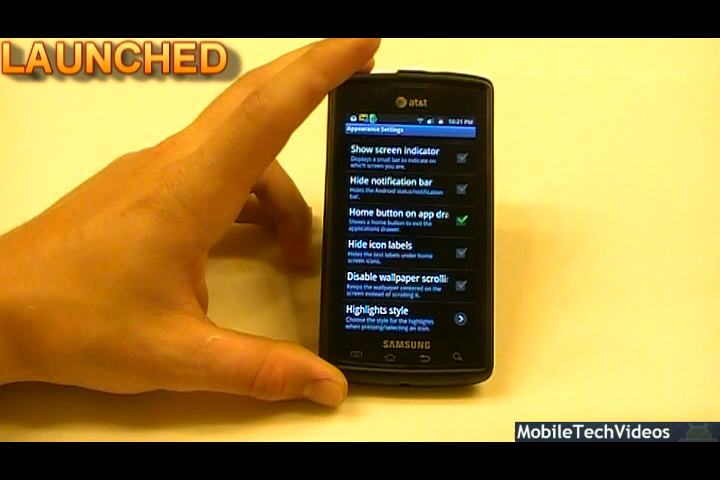 LAUNCHED
at&t
10:21 PM
Appearance Settings
Show screen indicator
Displays a small bar to indicate on
which screen you are.
Hide notification bar
Hides the Android status/notification
bar.
Home button on app dra
Shows a home button to exit the
applications drawer.
Hide icon labels
Hides the text labels under home
screen icons.
Disable wallpaper scrolli
Keeps the wallpaper centered on the
screen instead of scrolling it.
Highlights style
Choose the style for the highlights
when pressing/selecting an icon.
SAMSUNG
MobileTechVideos